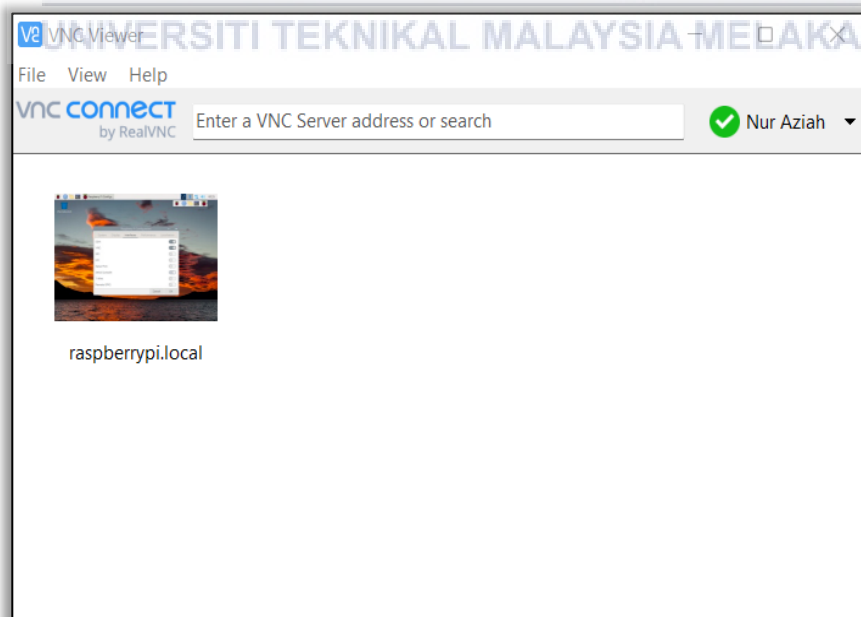 UNIVERSITI TEKNIKAL MALAYSIA MELAKA
VNC Viewer
File View Help
vnc connect
by RealVNC
Enter a VNC Server address or search
Nur Aziah
raspberrypi.local